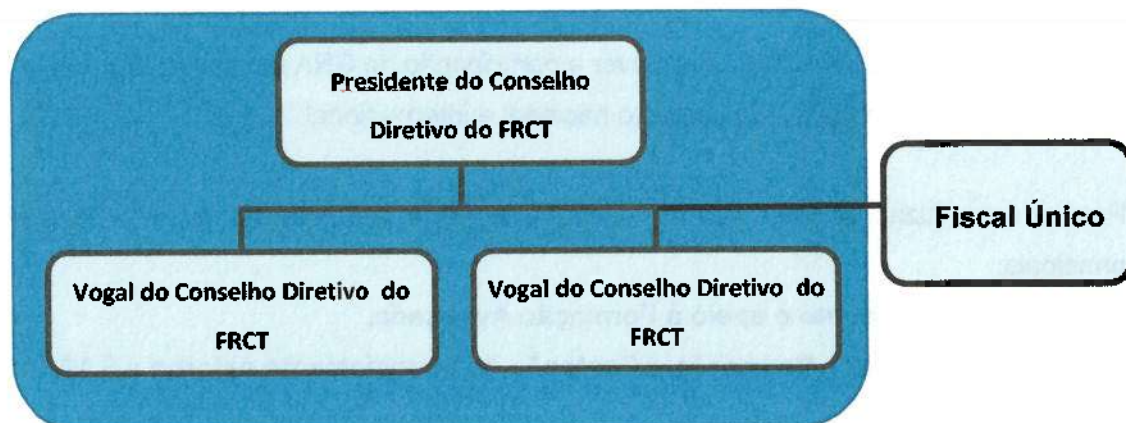 Presidente do Conselho
Diretivo do FRCT
Fiscal Único
Vogal do Conselho Diretivo do
FRCT
Vogal do Conselho Diretivo do
FRCT